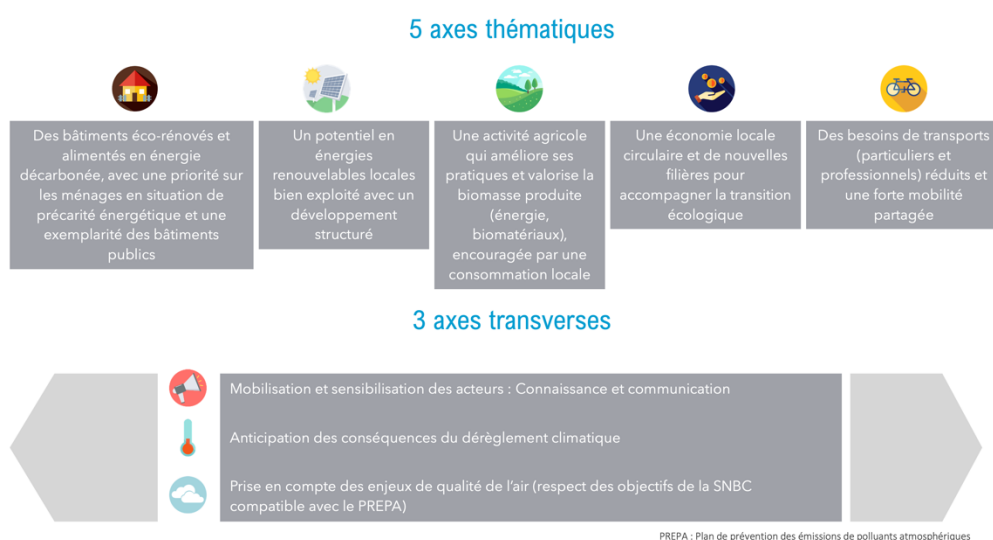 5 axes thématiques
Des bâtiments éco-rénovés et
alimentés en énergie
décarbonée, avec une priorité sur
les ménages en situation de
précarité énergétique et une
exemplarité des bâtiments
publics
Un potentiel en
énergies
renouvelables locales
bien exploité avec un
développement
structuré
Une activité agricole
qui améliore ses
pratiques et valorise la
biomasse produite
(énergie,
biomatériaux),
encouragée par une
consommation locale
Une économie locale
circulaire et de nouvelles
filières pour
accompagner la transition
écologique
Des besoins de transports
(particuliers et
professionnels) réduits et
une forte mobilité
partagée
3 axes transverses
Mobilisation et sensibilisation des acteurs : Connaissance et communication
Anticipation des conséquences du dérèglement climatique
Prise en compte des enjeux de qualité de l'air (respect des objectifs de la SNBC
compatible avec le PREPA)
PREPA : Plan de prévention des émissions de polluants atmosphériques